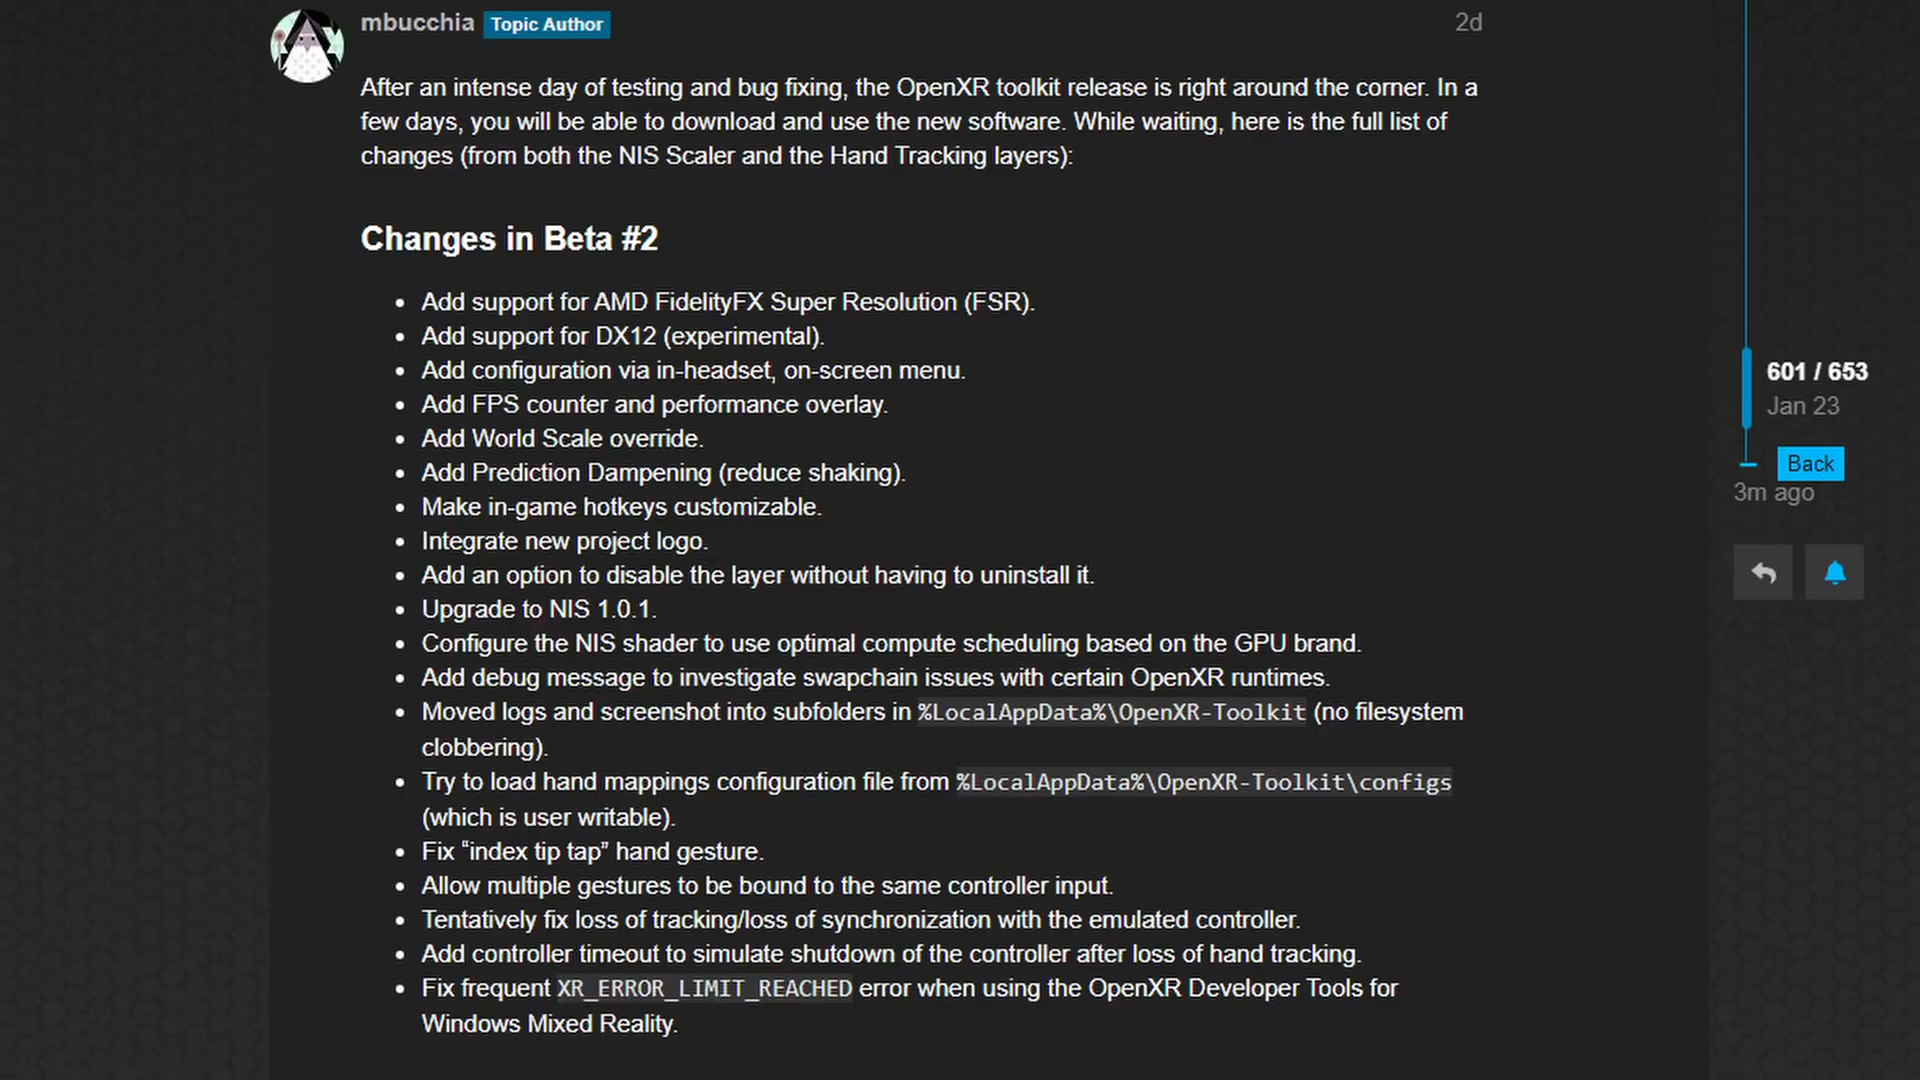 mbucchia Topic Author 2d
After an intense day of testing and bug fixing, the OpenXR toolkit release is right around the corner. In a
few days, you will be able to download and use the new software. While waiting, here is the full list of
changes (from both the NIS Scaler and the Hand Tracking layers):
Changes in Beta #2
• Add support for AMD FidelityFX Super Resolution (FSR).
• Add support for DX12 (experimental).
• Add configuration via in-headset, on-screen menu.
• Add FPS counter and performance overlay.
• Add World Scale override.
• Add Prediction Dampening (reduce shaking).
• Make in-game hotkeys customizable.
• Integrate new project logo.
• Add an option to disable the layer without having to uninstall it.
• Upgrade to NIS 1.0.1.
• Configure the NIS shader to use optimal compute scheduling based on the GPU brand.
• Add debug message to investigate swapchain issues with certain OpenXR runtimes.
• Moved logs and screenshot into subfolders in %LocalAppData%\OpenXR-Toolkit (no filesystem
clobbering).
• Try to load hand mappings configuration file from %LocalAppData%\OpenXR-Toolkit\configs
(which is user writable).
• Fix “index tip tap” hand gesture.
• Allow multiple gestures to be bound to the same controller input.
• Tentatively fix loss of tracking/loss of synchronization with the emulated controller.
• Add controller timeout to simulate shutdown of the controller after loss of hand tracking.
• Fix frequent XR_ERROR_LIMIT_REACHED error when using the OpenXR Developer Tools for
Windows Mixed Reality.
601 / 653
Jan 23
Back
3m ago